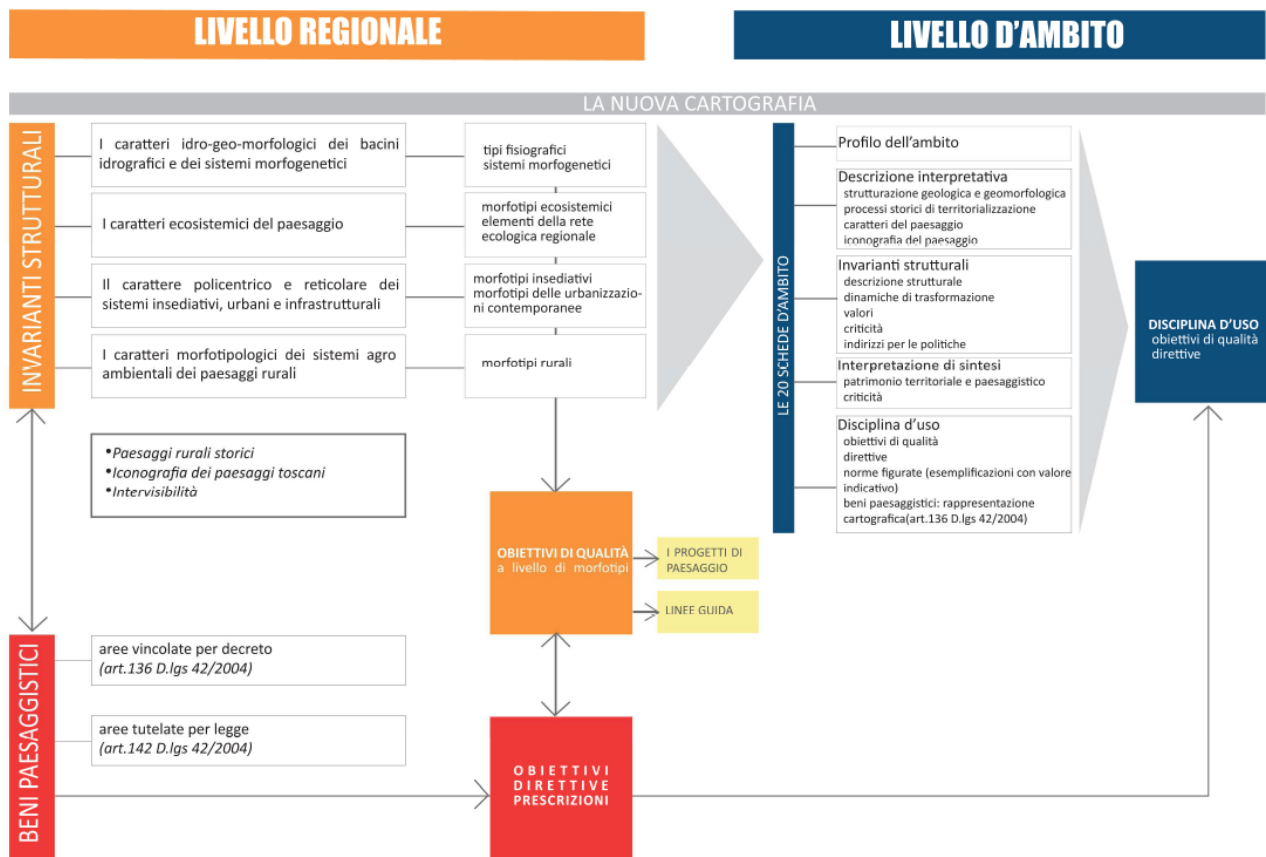 LIVELLO REGIONALE
LIVELLO D'AMBITO
LA NUOVA CARTOGRAFIA
INVARIANTI STRUTTURALI
I caratteri idro-geo-morfologici dei bacini
idrografici e dei sistemi morfogenetici
tipi fisiografici
sistemi morfogenetici
I caratteri ecosistemici del paesaggio
morfotipi ecosistemici
elementi della rete
ecologica regionale
Il carattere policentrico e reticolare dei
sistemi insediativi, urbani e infrastrutturali
morfotipi insediativi
morfotipi delle urbanizzazio-
ni contemporanee
I caratteri morfotipologici dei sistemi agro
ambientali dei paesaggi rurali
morfotipi rurali
•Paesaggi rurali storici
•Iconografia dei paesaggi toscani
•Intervisibilità
OBIETTIVI DI QUALITÀ
a livello di morfotipi
I PROGETTI DI
PAESAGGIO
LINEE GUIDA
BENI PAESAGGISTICI
aree vincolate per decreto
(art.136 D.lgs 42/2004)
aree tutelate per legge
(art.142 D.lgs 42/2004)
OBIETTIVI
DIRETTIVE
PRESCRIZIONI
LE 20 SCHEDE D'AMBITO
Profilo dell'ambito
Descrizione interpretativa
strutturazione geologica e geomorfologica
processi storici di territorializzazione
caratteri del paesaggio
iconografia del paesaggio
Invarianti strutturali
descrizione strutturale
dinamiche di trasformazione
valori
criticità
indirizzi per le politiche
Interpretazione di sintesi
patrimonio territoriale e paesaggistico
criticità
Disciplina d'uso
obiettivi di qualità
direttive
norme figurate (esemplificazioni con valore
indicativo)
beni paesaggistici: rappresentazione
cartografica(art.136 D.lgs 42/2004)
DISCIPLINA D'USO
obiettivi di qualità
direttive